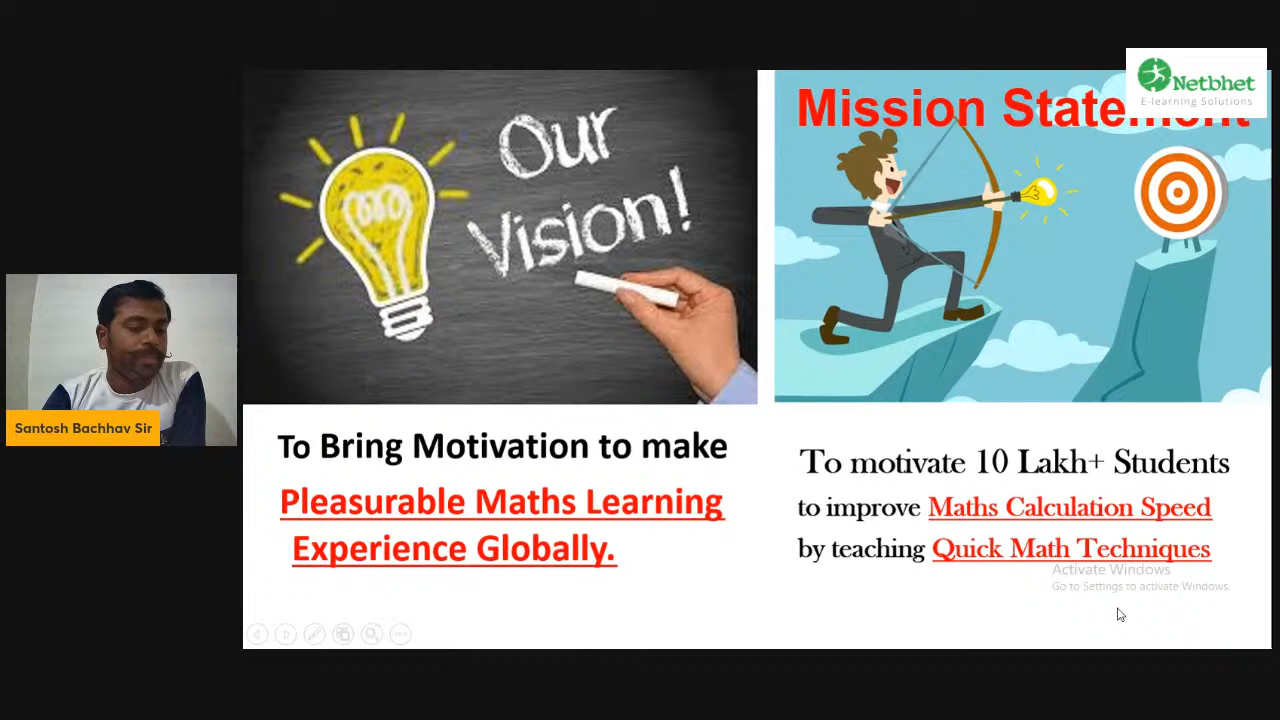 Netbhet
E-learning Solutions
Our
Vision!
Mission Statement
Santosh Bachhav Sir
To Bring Motivation to make
Pleasurable Maths Learning
Experience Globally.
To motivate 10 Lakh+ Students
to improve Maths Calculation Speed
by teaching Quick Math Techniques
Activate Windows
Go to Settings to activate Windows.